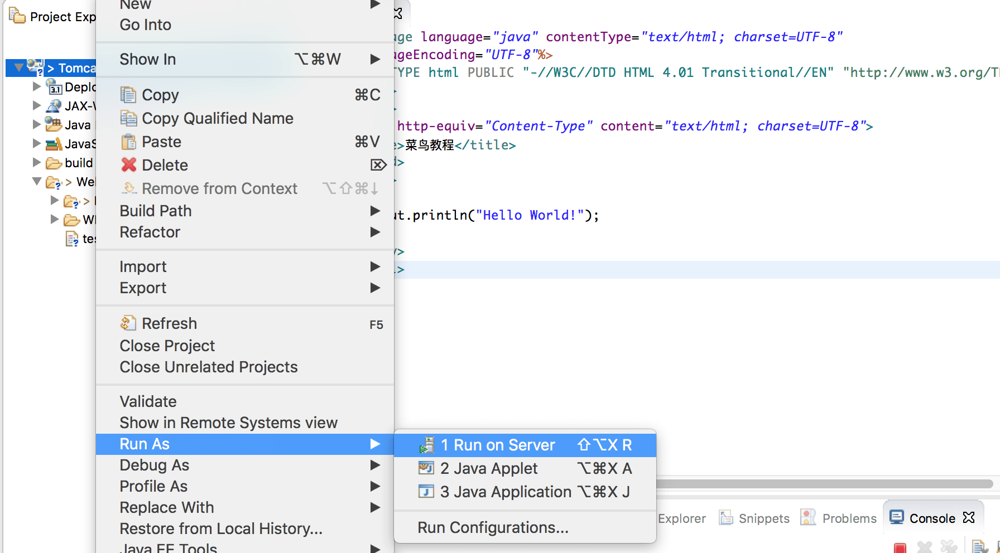 New
Project Exp
Go Into
age language="java" contentType="text/html; charset=UTF-8"
ageEncoding="UTF-8"%>
Show In ⌥⌘W
> Tomca
TYPE html PUBLIC "-//W3C//DTD HTML 4.01 Transitional//EN" "http://www.w3.org/T
3.1 Deplo
>
Copy ⌘C
JAX-W
>
Copy Qualified Name
Java
http-equiv="Content-Type" content="text/html; charset=UTF-8">
Paste ⌘V
JavaS
e>菜鸟教程</title>
build
Delete ⌦
d>
> We
>
Remove from Context ⌥⇧⌘↓
>
Build Path
ut.println("Hello World!");
Refactor
tes
y>
Import
l>
Export
Refresh F5
Close Project
Close Unrelated Projects
Validate
Show in Remote Systems view
Run As
1 Run on Server ⇧⌥X R
Debug As
2 Java Applet ⌥⌘X A
Profile As
3 Java Application ⌥⌘X J
Replace With
Explorer Snippets Problems Console
Restore from Local History...
Run Configurations...
Java EE Tools